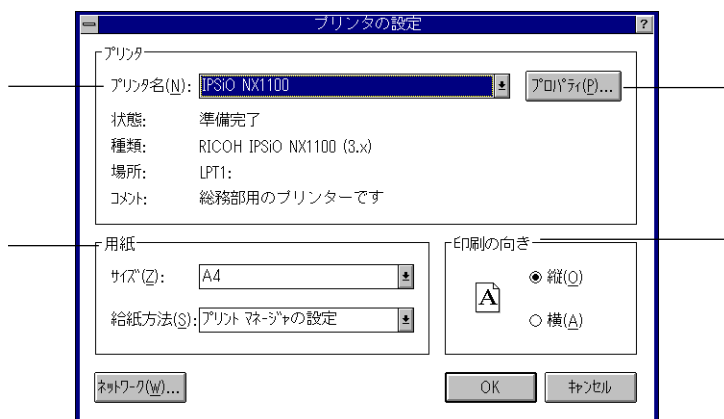 プリンタの設定
?
ﾌﾟﾘﾝﾀ
ﾌﾟﾘﾝﾀ名(N): IPSiO NX1100
ﾌﾟﾛﾊﾟﾃｨ(P)...
状態: 準備完了
種類: RICOH IPSiO NX1100 (3.x)
場所: LPT1:
ｺﾒﾝﾄ: 総務部用のプリンターです
用紙
ｻｲｽﾞ(Z): A4
給紙方法(S): ﾌﾟﾘﾝﾄ ﾏﾈｰｼﾞｬの設定
印刷の向き
A
縦(O)
横(A)
ﾈｯﾄﾜｰｸ(W)...
OK
ｷｬﾝｾﾙ